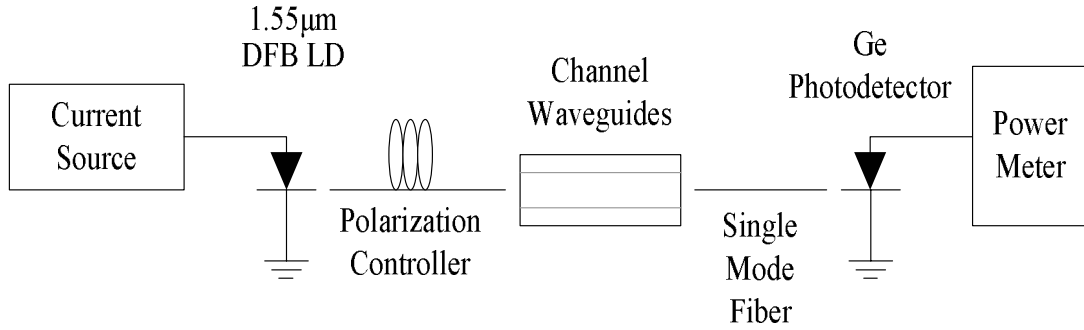 1.55μm
DFB LD
Current
Source
Polarization
Controller
Channel
Waveguides
Single
Mode
Fiber
Ge
Photodetector
Power
Meter